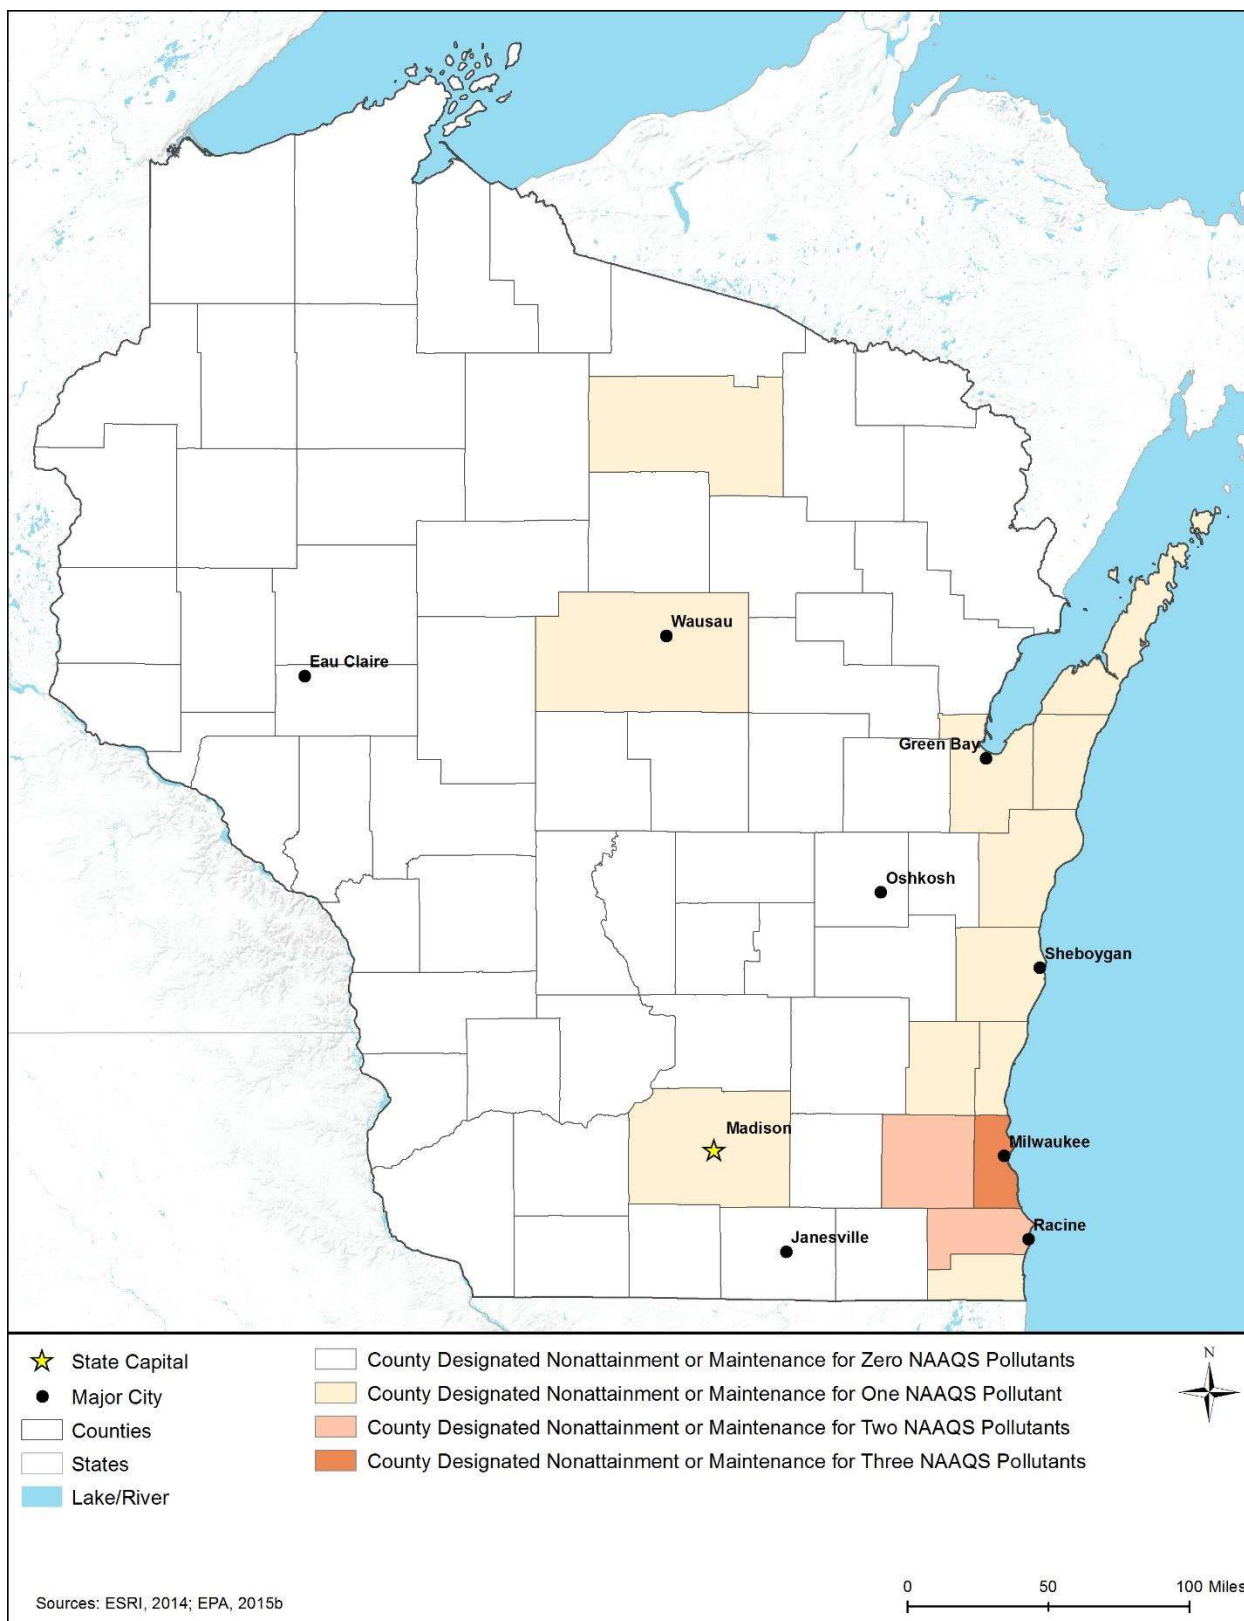 Wausau
Eau Claire
Green Bay
Oshkosh
Sheboygan
Madison
Milwaukee
Racine
Janesville
State Capital
Major City
Counties
States
Lake/River
County Designated Nonattainment or Maintenance for Zero NAAQS Pollutants
County Designated Nonattainment or Maintenance for One NAAQS Pollutant
County Designated Nonattainment or Maintenance for Two NAAQS Pollutants
County Designated Nonattainment or Maintenance for Three NAAQS Pollutants
N
0 50 100 Miles
Sources: ESRI, 2014; EPA, 2015b